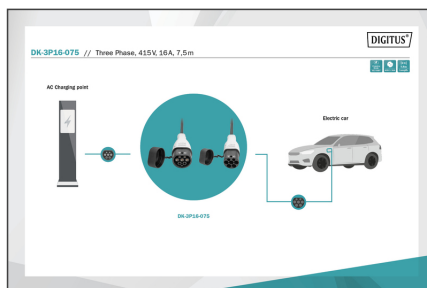 DIGITUS®
DK-3P16-075 // Three Phase, 415V, 16A, 7,5m
AC Charging point
Electric car
DK-3P16-075